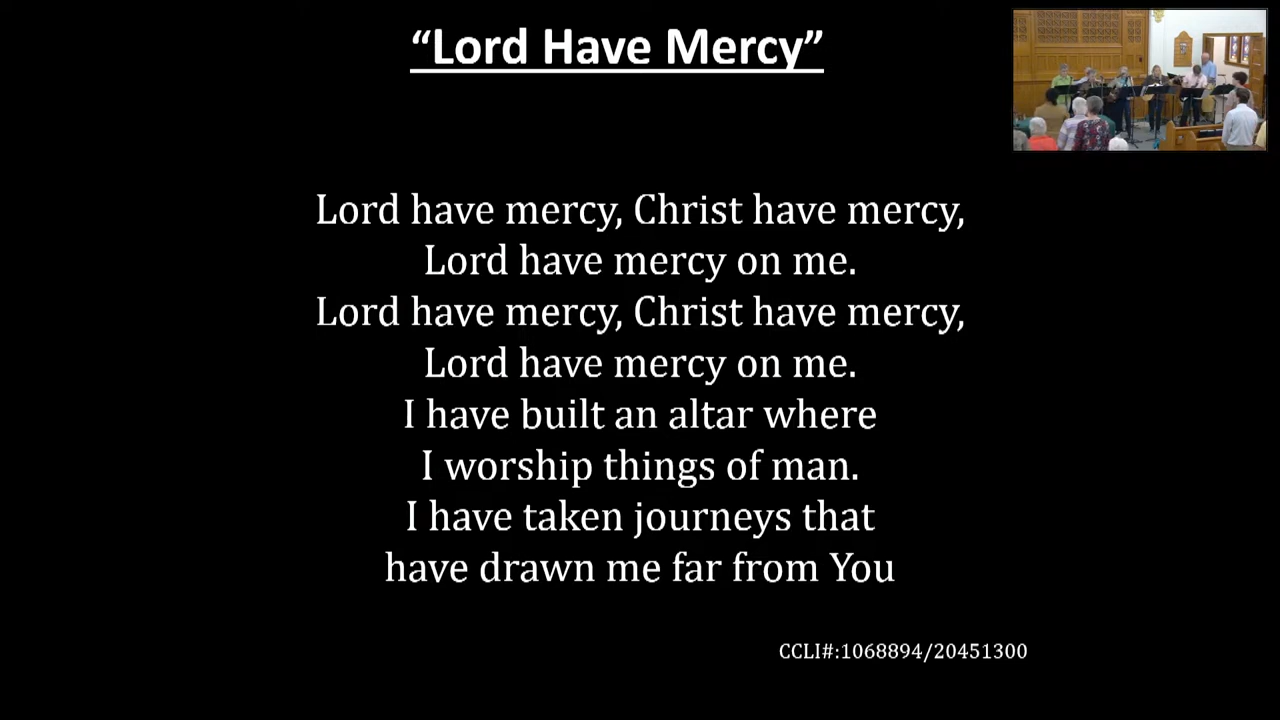 “Lord Have Mercy”
Lord have mercy, Christ have mercy,
Lord have mercy on me.
Lord have mercy, Christ have mercy,
Lord have mercy on me.
I have built an altar where
I worship things of man.
I have taken journeys that
have drawn me far from You
CCLI#:1068894/20451300